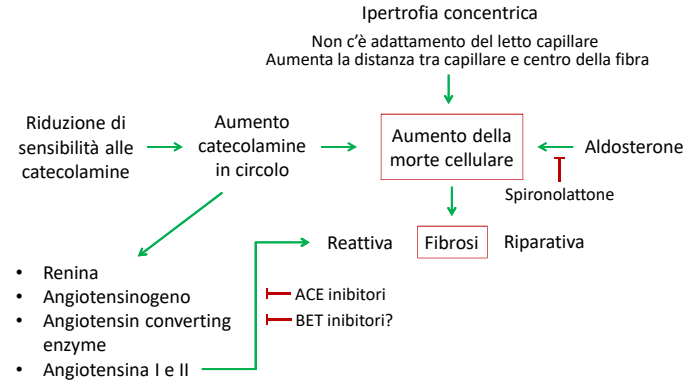 Ipertrofia concentrica
Non c'è adattamento del letto capillare
Aumenta la distanza tra capillare e centro della fibra
Riduzione di
sensibilità alle
catecolamine
Aumento
catecolamine
in circolo
Aumento della
morte cellulare
Aldosterone
Spironolattone
Reattiva
Fibrosi
Riparativa
• Renina
• Angiotensinogeno
• Angiotensin converting
enzyme
• Angiotensina I e II
ACE inibitori
BET inibitori?